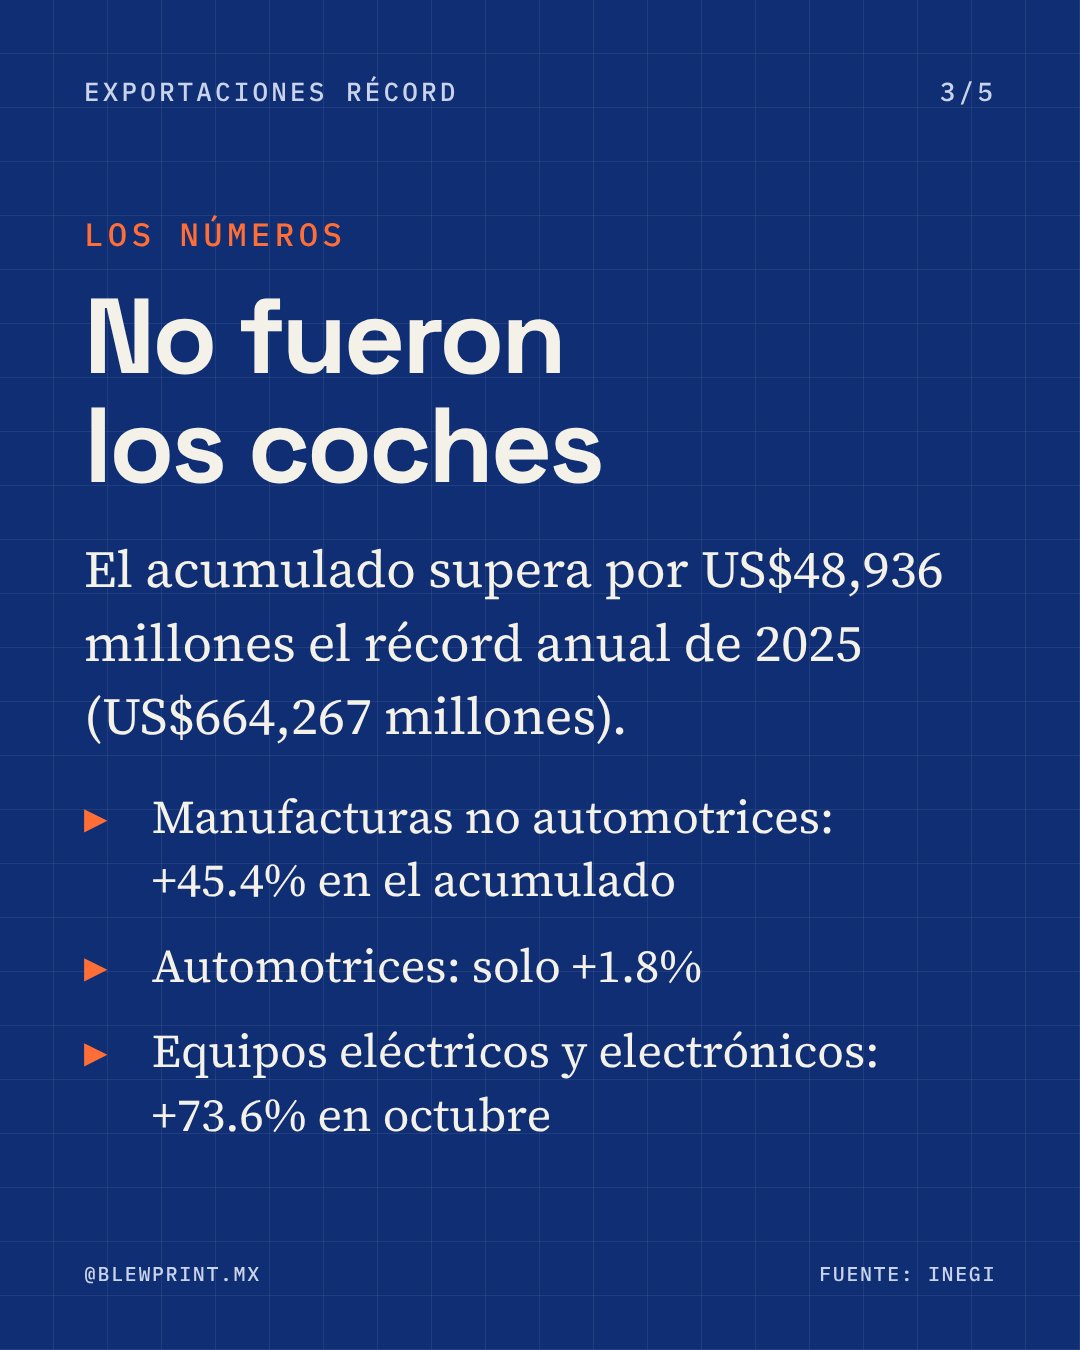 EXPORTACIONES RÉCORD
3/5
LOS NÚMEROS
No fueron
los coches
El acumulado supera por US$48,936
millones el récord anual de 2025
(US$664,267 millones).
▶ Manufacturas no automotrices:
+45.4% en el acumulado
▶ Automotrices: solo +1.8%
▶ Equipos eléctricos y electrónicos:
+73.6% en octubre
@BLEWPRINT.MX
FUENTE: INEGI